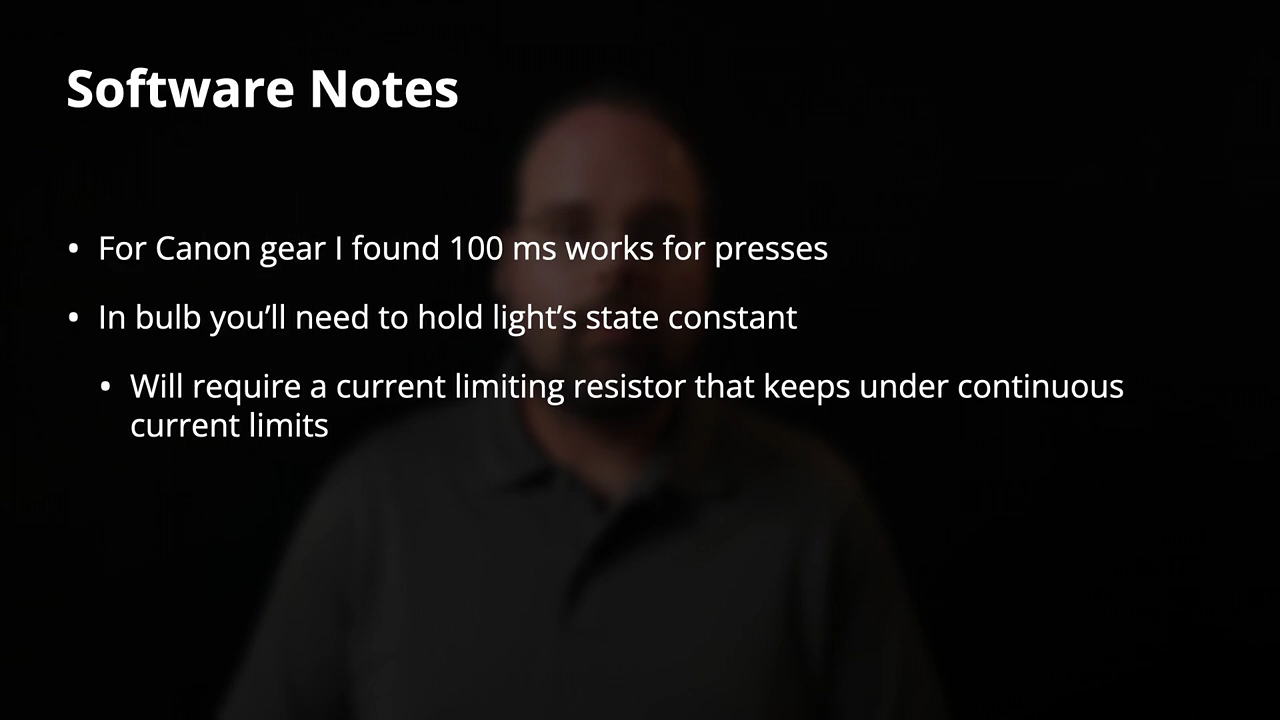 Software Notes
• For Canon gear I found 100 ms works for presses
• In bulb you’ll need to hold light’s state constant
• Will require a current limiting resistor that keeps under continuous
current limits